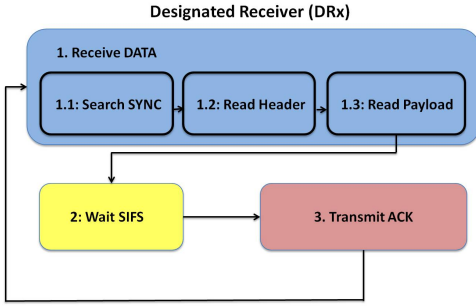 Designated Receiver (DRx)
1. Receive DATA
1.1: Search SYNC
1.2: Read Header
1.3: Read Payload
2: Wait SIFS
3. Transmit ACK